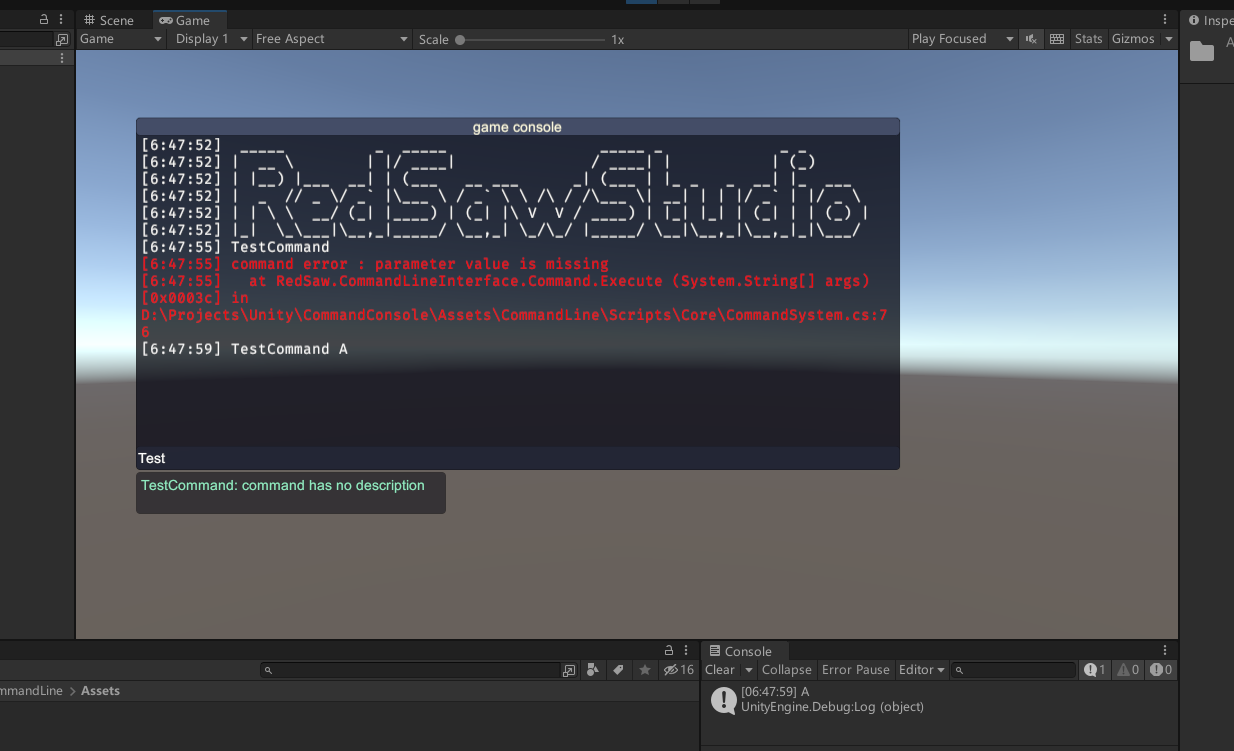 Scene
Game
Inspe
Game
Display 1
Free Aspect
Scale
1x
Play Focused
Stats
Gizmos
A
game console
[6:47:52]
[6:47:52]
[6:47:52]
[6:47:52]
[6:47:52]
[6:47:52]
RedSawStudio
[6:47:55] TestCommand
[6:47:55] command error : parameter value is missing
[6:47:55]   at RedSaw.CommandLineInterface.Command.Execute (System.String[] args)
[0x0003c] in
D:\Projects\Unity\CommandConsole\Assets\CommandLine\Scripts\Core\CommandSystem.cs:7
6
[6:47:59] TestCommand A
Test
TestCommand: command has no description
16
Console
Clear
Collapse
Error Pause
Editor
1
0
0
mmandLine > Assets
[06:47:59] A
UnityEngine.Debug:Log (object)